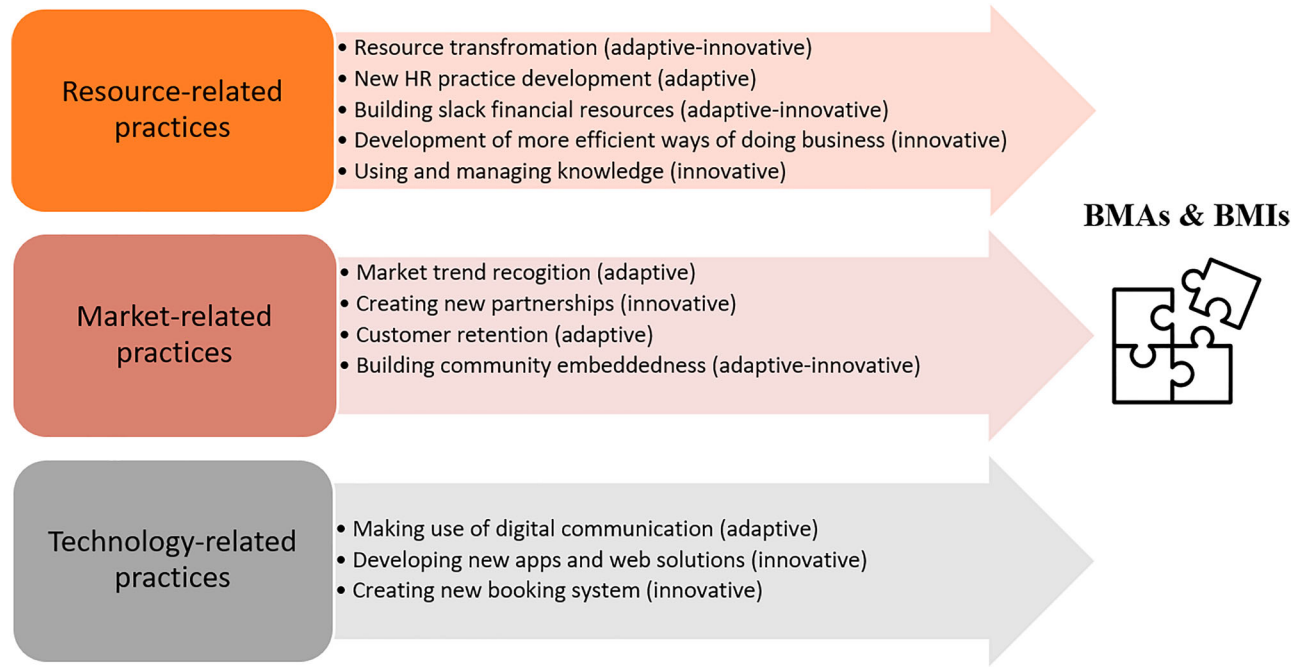 Resource-related
practices
• Resource transfromation (adaptive-innovative)
• New HR practice development (adaptive)
• Building slack financial resources (adaptive-innovative)
• Development of more efficient ways of doing business (innovative)
• Using and managing knowledge (innovative)
BMAs & BMIs
Market-related
practices
• Market trend recogition (adaptive)
• Creating new partnerships (innovative)
• Customer retention (adaptive)
• Building community embeddedness (adaptive-innovative)
Technology-related
practices
• Making use of digital communication (adaptive)
• Developing new apps and web solutions (innovative)
• Creating new booking system (innovative)